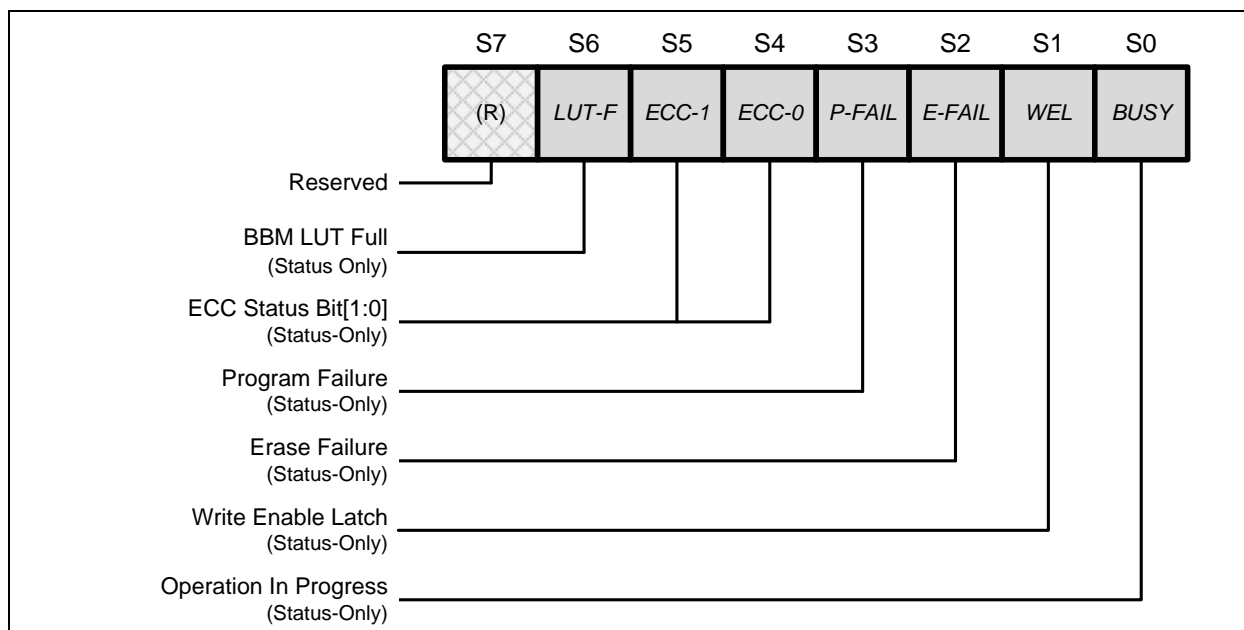 S7 S6 S5 S4 S3 S2 S1 S0
(R) LUT-F ECC-1 ECC-0 P-FAIL E-FAIL WEL BUSY
Reserved
BBM LUT Full
(Status Only)
ECC Status Bit[1:0]
(Status-Only)
Program Failure
(Status-Only)
Erase Failure
(Status-Only)
Write Enable Latch
(Status-Only)
Operation In Progress
(Status-Only)